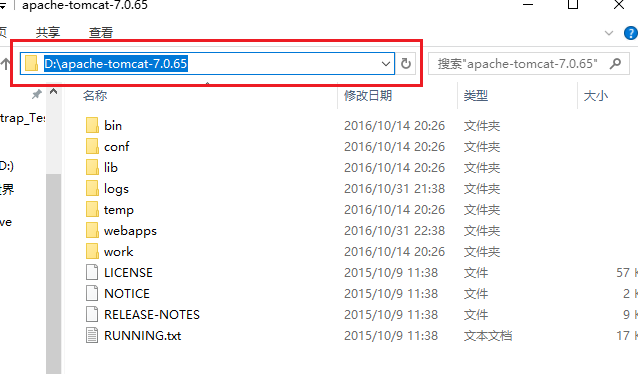 apache-tomcat-7.0.65
共享 查看
D:\apache-tomcat-7.0.65 搜索"apache-tomcat-7.0.65"
名称 修改日期 类型 大小
trap_Tes
bin 2016/10/14 20:26 文件夹
conf 2016/10/14 20:26 文件夹
D:) lib 2016/10/14 20:26 文件夹
世界 logs 2016/10/31 21:38 文件夹
temp 2016/10/14 20:26 文件夹
ve webapps 2016/10/31 22:38 文件夹
work 2016/10/14 20:26 文件夹
LICENSE 2015/10/9 11:38 文件 57 K
NOTICE 2015/10/9 11:38 文件 2 K
RELEASE-NOTES 2015/10/9 11:38 文件 9 K
RUNNING.txt 2015/10/9 11:38 文本文档 17 K